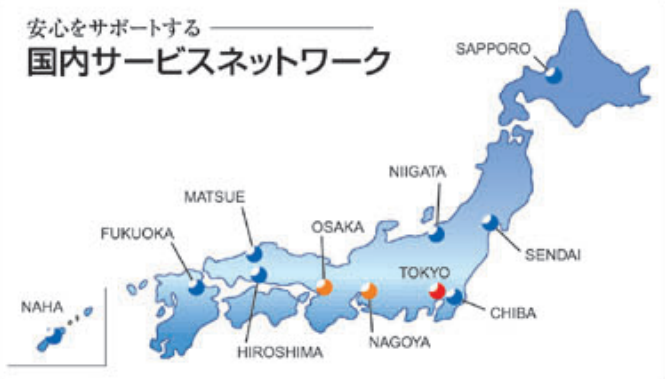 安心をサポートする
国内サービスネットワーク
SAPPORO
NIIGATA
MATSUE
OSAKA
FUKUOKA
SENDAI
TOKYO
NAHA
CHIBA
NAGOYA
HIROSHIMA